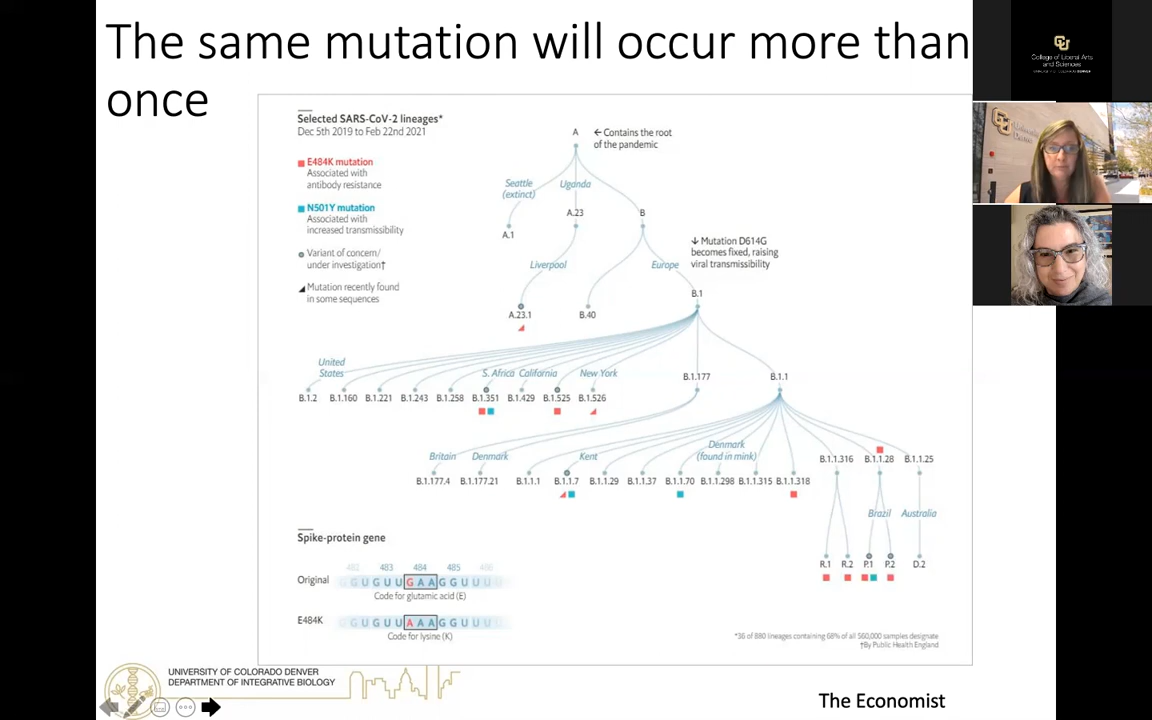 The same mutation will occur more than
once
Selected SARS-CoV-2 lineages*
Dec 5th 2019 to Feb 22nd 2021
E484K mutation
Associated with
antibody resistance
N501Y mutation
Associated with
increased transmissibility
Variant of concern/
under investigation†
Mutation recently found
in some sequences
A
← Contains the root
of the pandemic
Seattle
(extinct)
Uganda
A.23
B
A.1
↓ Mutation D614G
becomes fixed, raising
viral transmissibility
Liverpool
Europe
B.1
A.23.1
B.40
United
States
S. Africa
California
New York
B.1.177
B.1.1
B.1.2
B.1.160
B.1.221
B.1.243
B.1.258
B.1.351
B.1.429
B.1.525
B.1.526
Britain
Denmark
Kent
Denmark
(found in mink)
B.1.1.316
B.1.1.28
B.1.1.25
B.1.177.4
B.1.177.21
B.1.1.1
B.1.1.7
B.1.1.29
B.1.1.37
B.1.1.70
B.1.1.298
B.1.1.315
B.1.1.318
Brazil
Australia
R.1
R.2
P.1
P.2
D.2
Spike-protein gene
482 483 484 485 486
Original
G U G U U G A A G G U U U U
Code for glutamic acid (E)
E484K
G U G U U A A A G G U U U U
Code for lysine (K)
*36 of 880 lineages containing 68% of all 560,000 samples designate
†By Public Health England
UNIVERSITY OF COLORADO DENVER
DEPARTMENT OF INTEGRATIVE BIOLOGY
The Economist
College of Liberal Arts
and Sciences